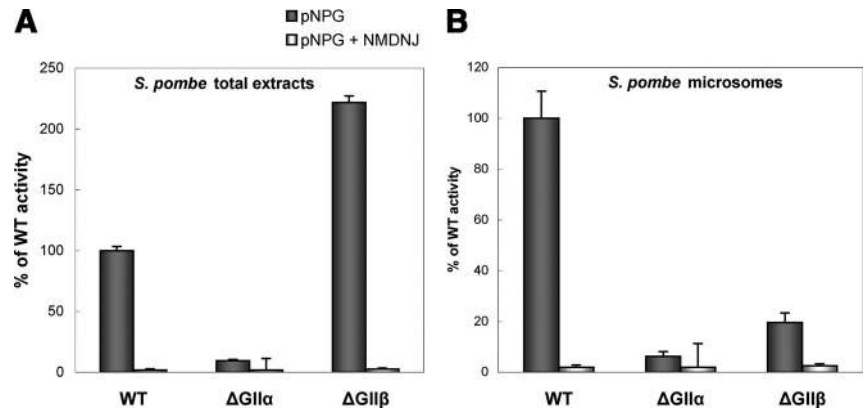 A
pNPG
pNPG + NMDNJ
B
S. pombe total extracts
% of WT activity
250
200
150
100
50
0
WT
ΔGIIα
ΔGIIβ
S. pombe microsomes
% of WT activity
120
100
80
60
40
20
0
WT
ΔGIIα
ΔGIIβ